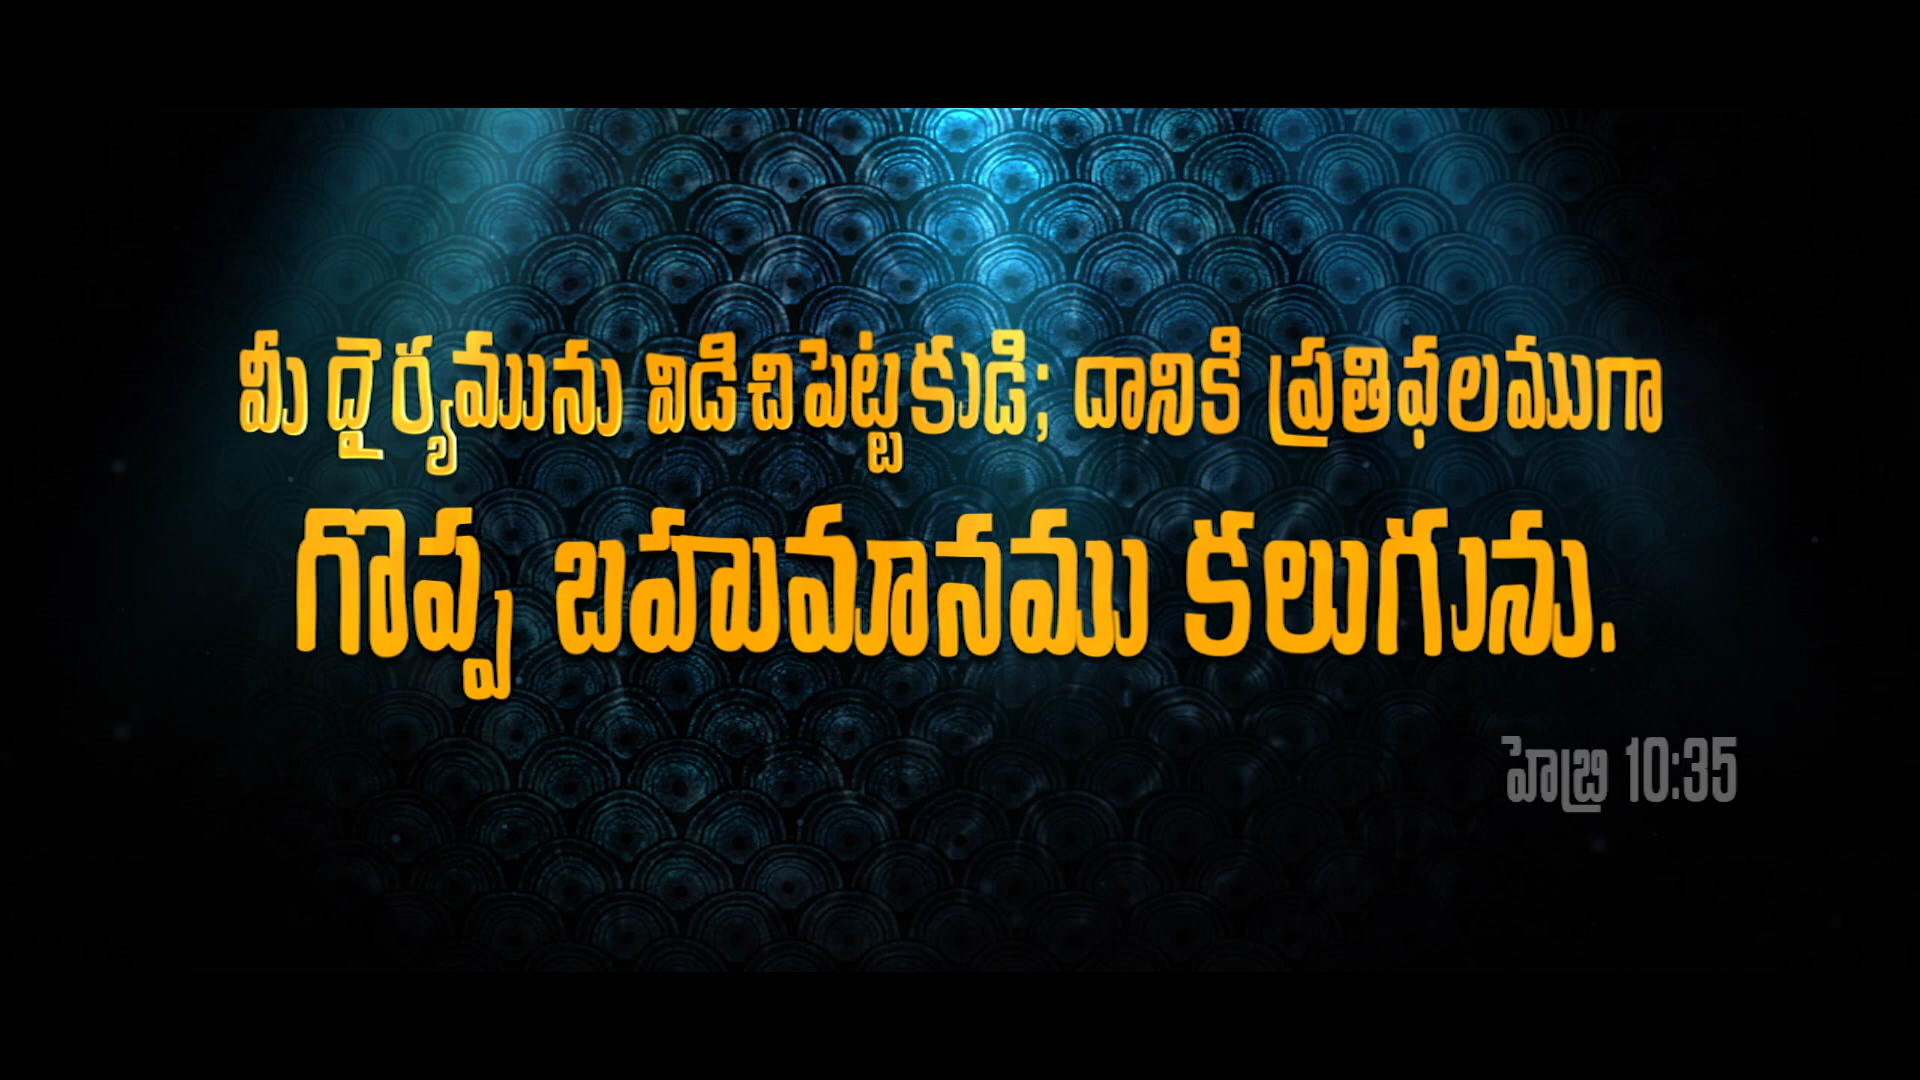 మీ దైర్యమును విడిచిపెట్టకుడి; దానికి ప్రతిఫలముగా
గొప్ప బహుమానము కలుగును.
హెబ్రి 10:35